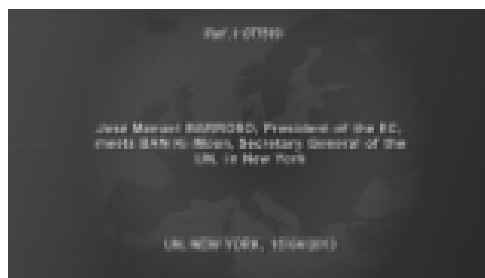 José Manuel BARROSO, President of the EC,
meets BAN Ki-Moon, Secretary General of the
UN, in New York
UN, NEW YORK,